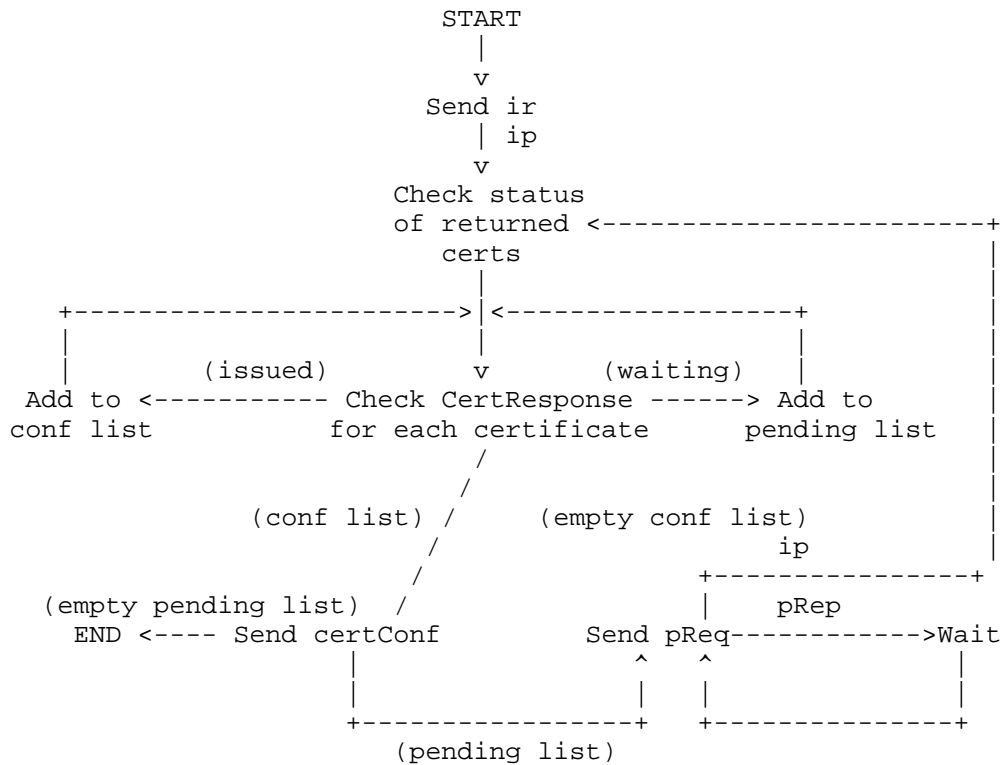 START
|
v
Send ir
| ip
v
Check status
of returned <------------------------+
certs |
| |
+------------------------>|<------------------+ |
| | | |
| (issued) v (waiting) | |
Add to <----------- Check CertResponse ------> Add to |
conf list for each certificate pending list |
/ |
/ |
(conf list) / (empty conf list) |
/ ip |
/ +----------------+
(empty pending list) / | pRep
END <---- Send certConf Send pReq------------>Wait
| ^ ^ |
| | | |
+-----------------+ +---------------+
(pending list)